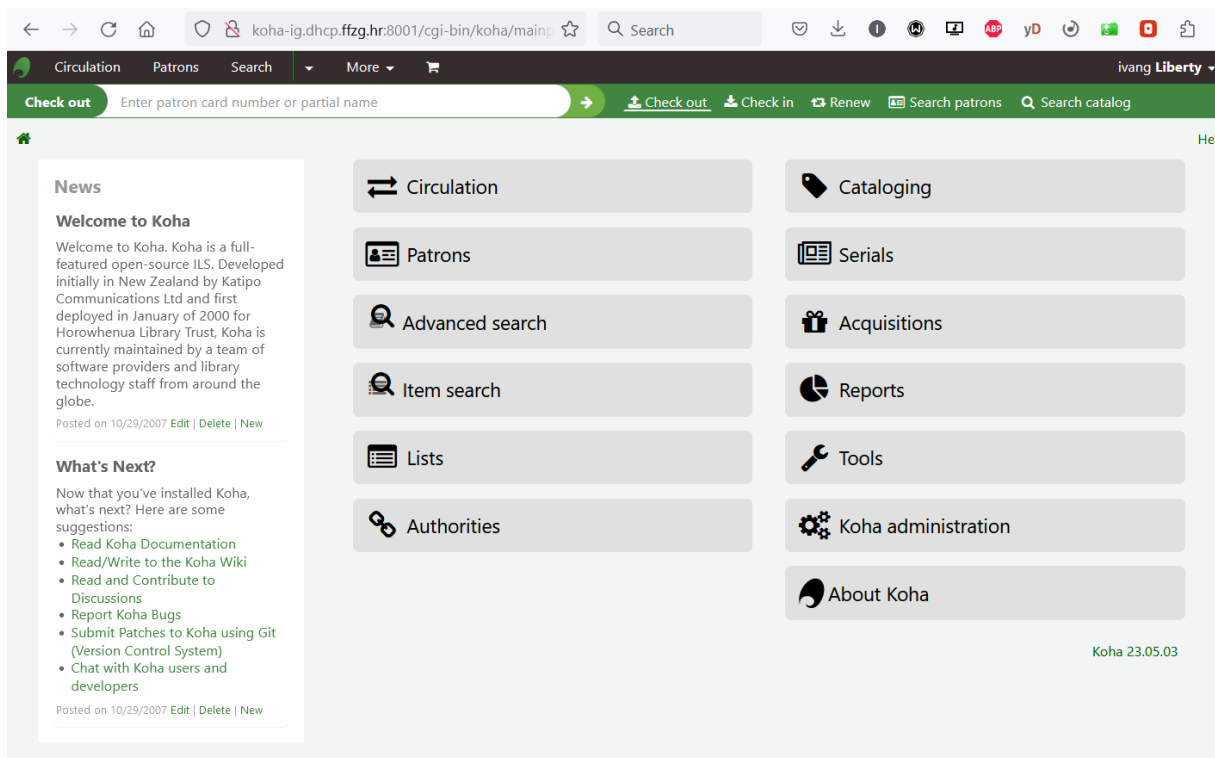 koha-ig.dhcp.ffzg.hr:8001/cgi-bin/koha/mainp
Search
ABP
yD
Circulation Patrons Search More
ivang Liberty
Check out
Enter patron card number or partial name
Check out Check in Renew Search patrons Search catalog
He
News
Welcome to Koha
Welcome to Koha. Koha is a full-
featured open-source ILS. Developed
initially in New Zealand by Katipo
Communications Ltd and first
deployed in January of 2000 for
Horowhenua Library Trust, Koha is
currently maintained by a team of
software providers and library
technology staff from around the
globe.
Posted on 10/29/2007 Edit | Delete | New
What's Next?
Now that you've installed Koha,
what's next? Here are some
suggestions:
Read Koha Documentation
Read/Write to the Koha Wiki
Read and Contribute to
Discussions
Report Koha Bugs
Submit Patches to Koha using Git
(Version Control System)
Chat with Koha users and
developers
Posted on 10/29/2007 Edit | Delete | New
Circulation
Patrons
Advanced search
Item search
Lists
Authorities
Cataloging
Serials
Acquisitions
Reports
Tools
Koha administration
About Koha
Koha 23.05.03